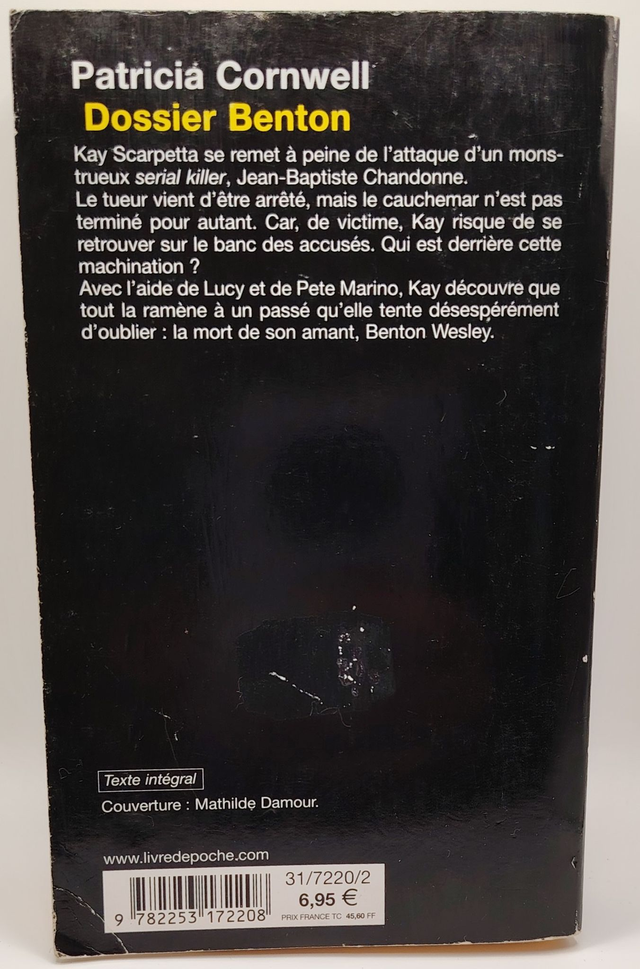 Patricia Cornwell
Dossier Benton
Kay Scarpetta se remet à peine de l'attaque d'un mons-
trueux serial killer, Jean-Baptiste Chandonne.
Le tueur vient d'être arrêté, mais le cauchemar n'est pas
terminé pour autant. Car, de victime, Kay risque de se
retrouver sur le banc des accusés. Qui est derrière cette
machination ?
Avec l'aide de Lucy et de Pete Marino, Kay découvre que
tout la ramène à un passé qu'elle tente désespérément
d'oublier : la mort de son amant, Benton Wesley.
Texte intégral
Couverture : Mathilde Damour.
www.livredepoche.com
31/7220/2
6,95 €
PRIX FRANCE TC 45,60 FF
9 782253 172208